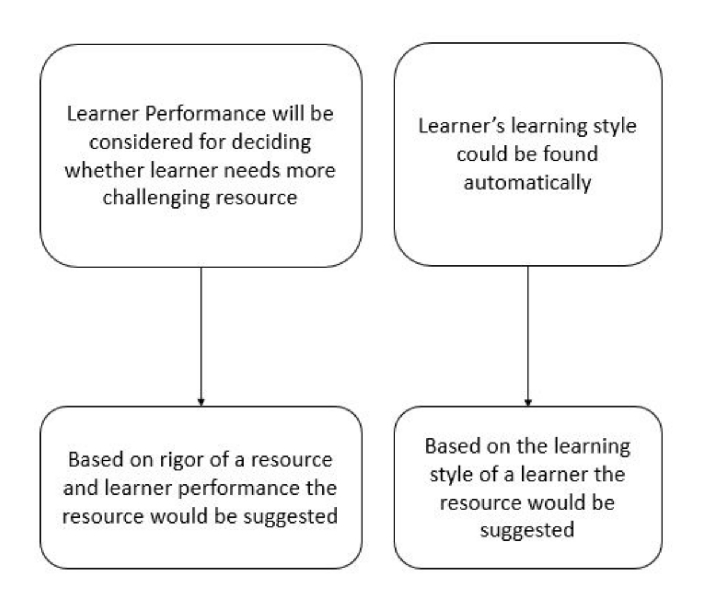 Learner Performance will be
considered for deciding
whether learner needs more
challenging resource
Learner’s learning style
could be found
automatically
Based on rigor of a resource
and learner performance the
resource would be suggested
Based on the learning
style of a learner the
resource would be
suggested